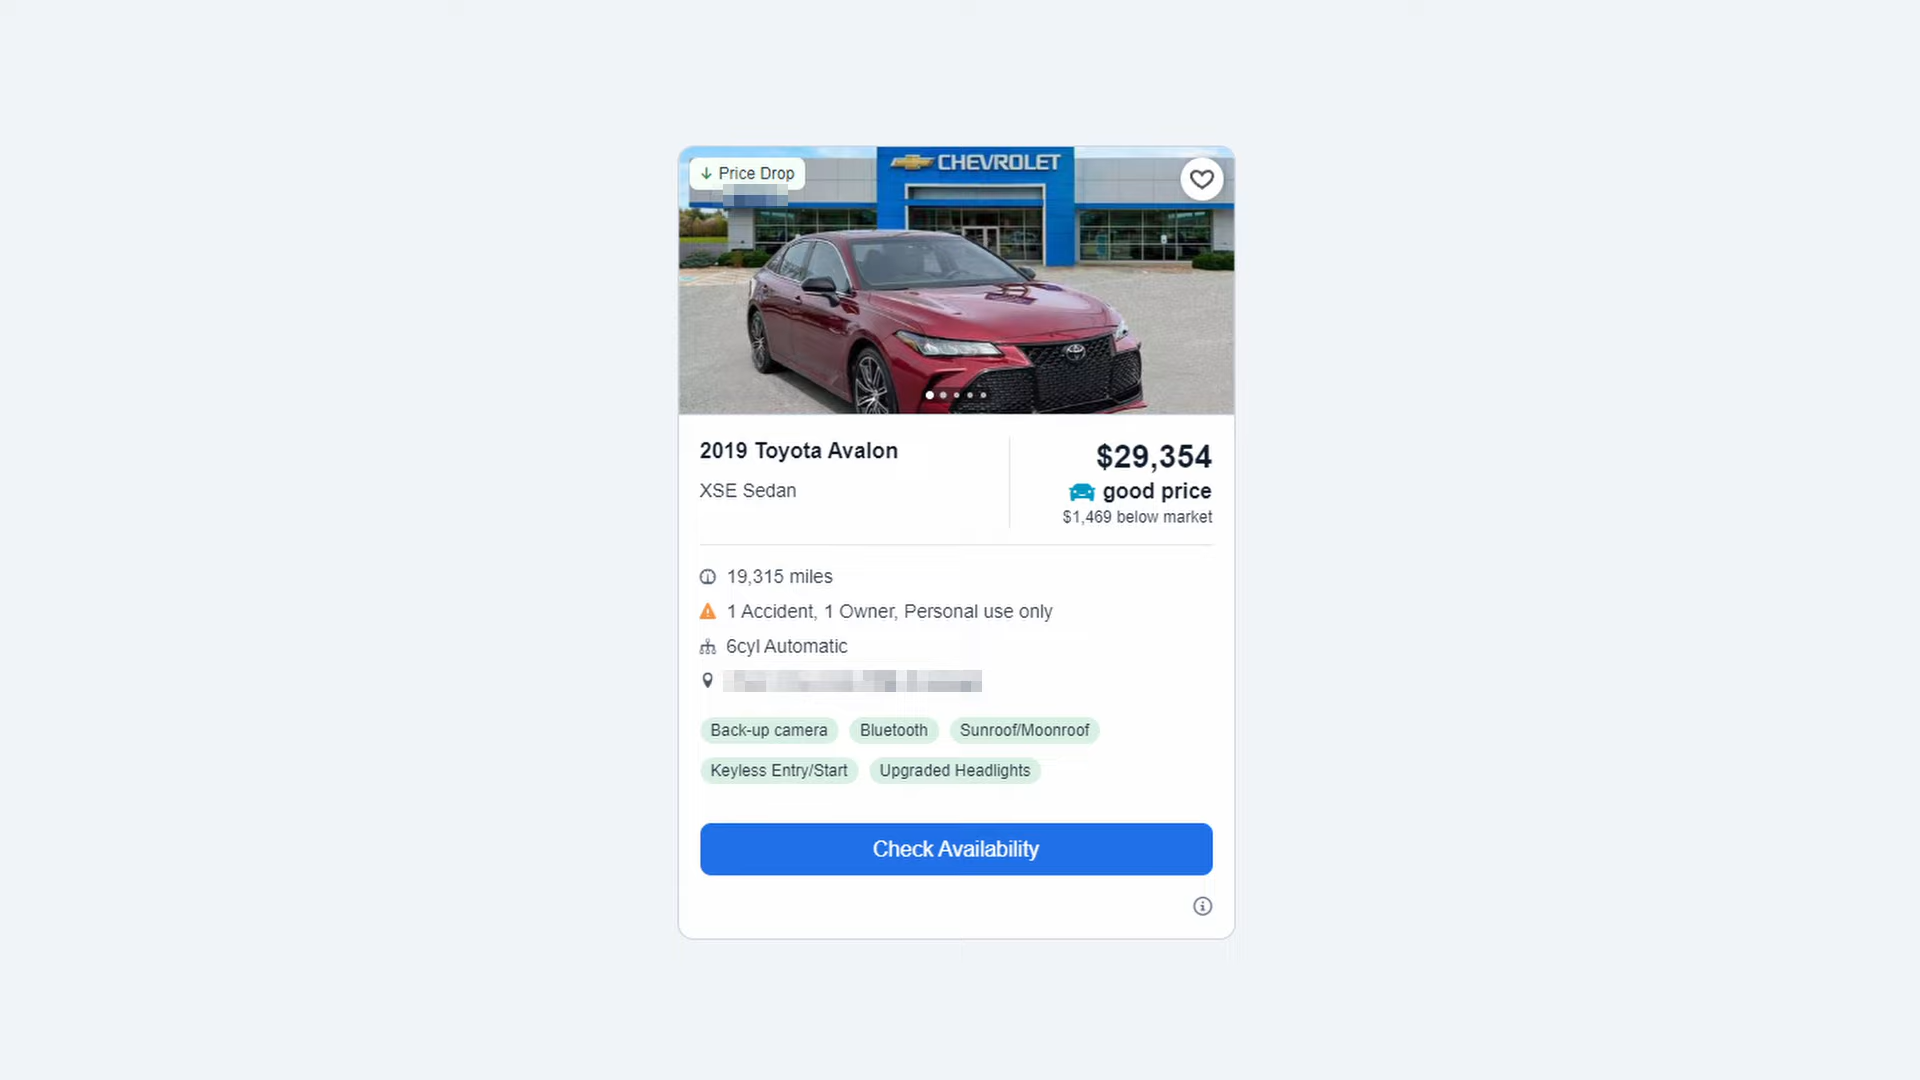 Price Drop
CHEVROLET
2019 Toyota Avalon
XSE Sedan
$29,354
good price
$1,469 below market
19,315 miles
1 Accident, 1 Owner, Personal use only
6cyl Automatic
Back-up camera
Bluetooth
Sunroof/Moonroof
Keyless Entry/Start
Upgraded Headlights
Check Availability